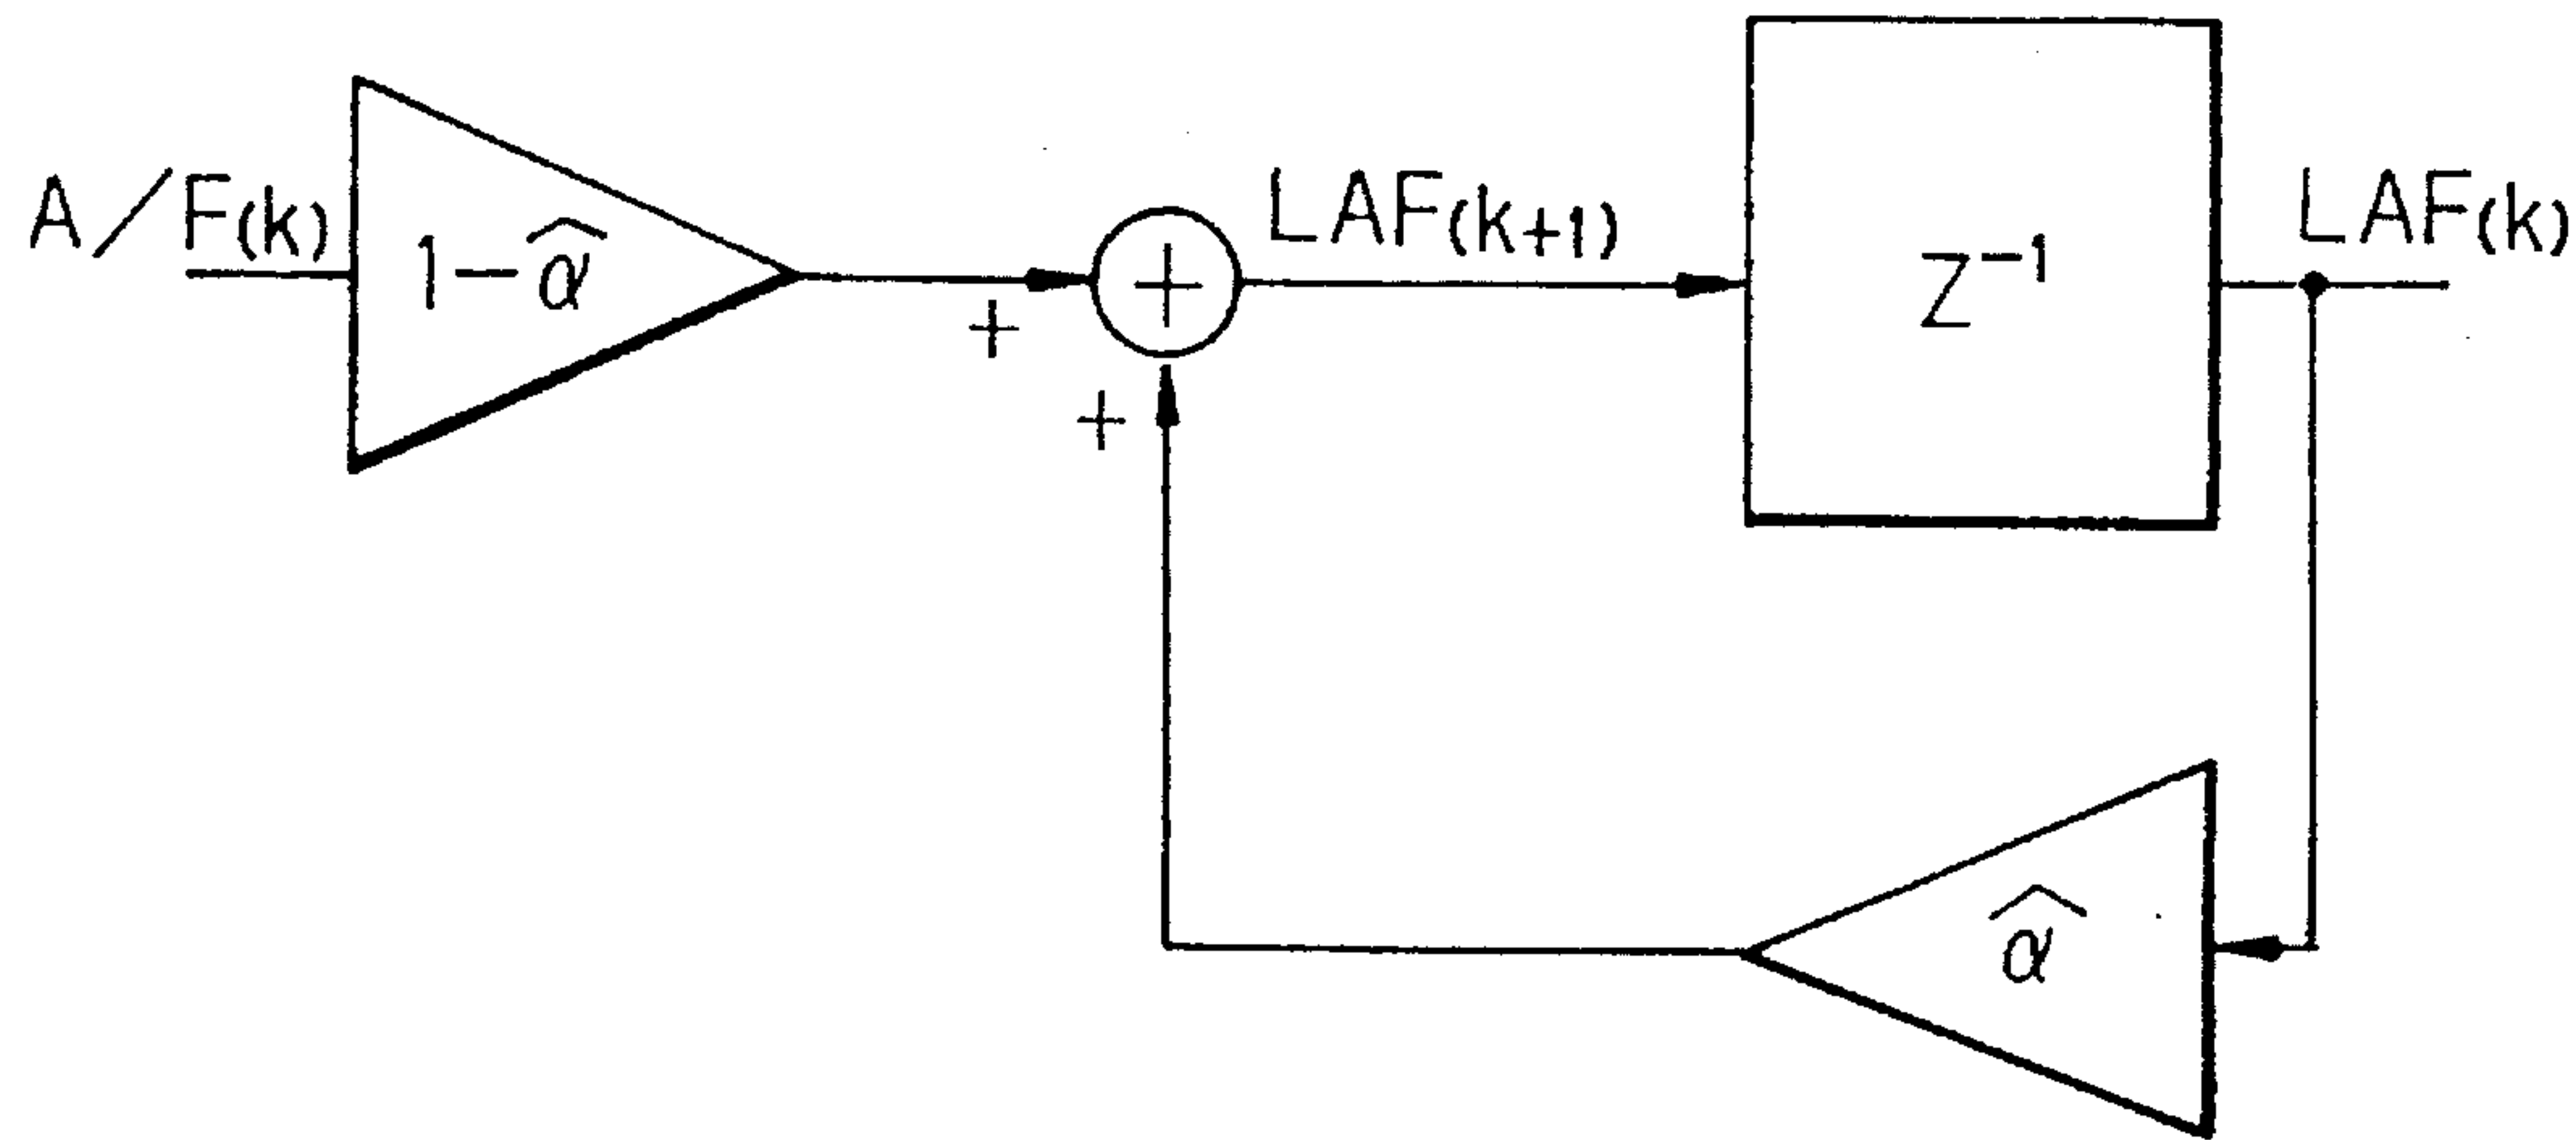 A/F(k)
1-α̂
+
+
+
LAF(k+1)
Z⁻¹
LAF(k)
α̂